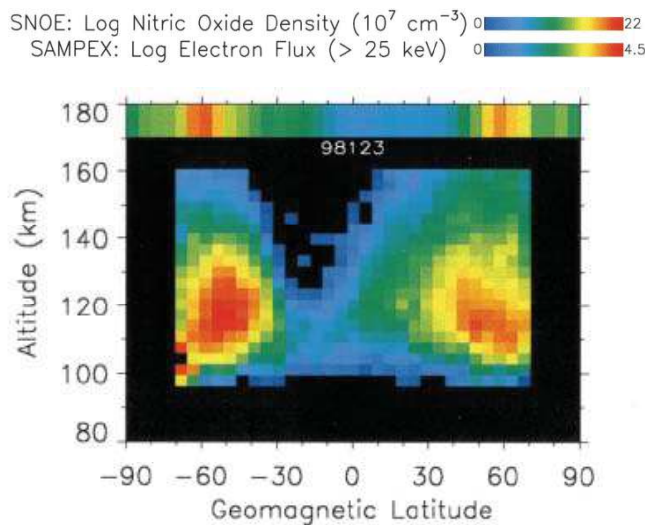 SNOE: Log Nitric Oxide Density (10⁷ cm⁻³) 0 22
SAMPEX: Log Electron Flux (> 25 keV) 0 4.5
98123
180
160
140
120
100
80
Altitude (km)
−90 −60 −30 0 30 60 90
Geomagnetic Latitude